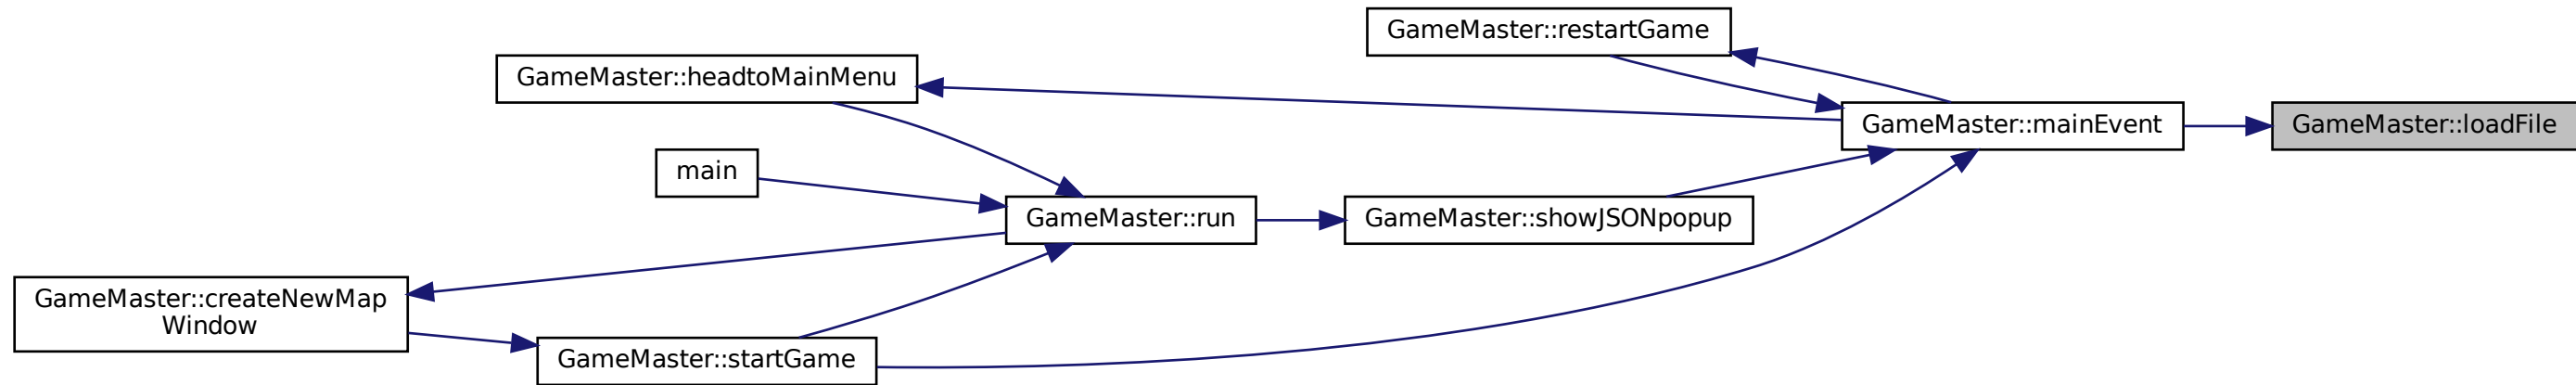 GameMaster::restartGame
GameMaster::headtoMainMenu
GameMaster::mainEvent
GameMaster::loadFile
main
GameMaster::run
GameMaster::showJSONpopup
GameMaster::createNewMap
Window
GameMaster::startGame